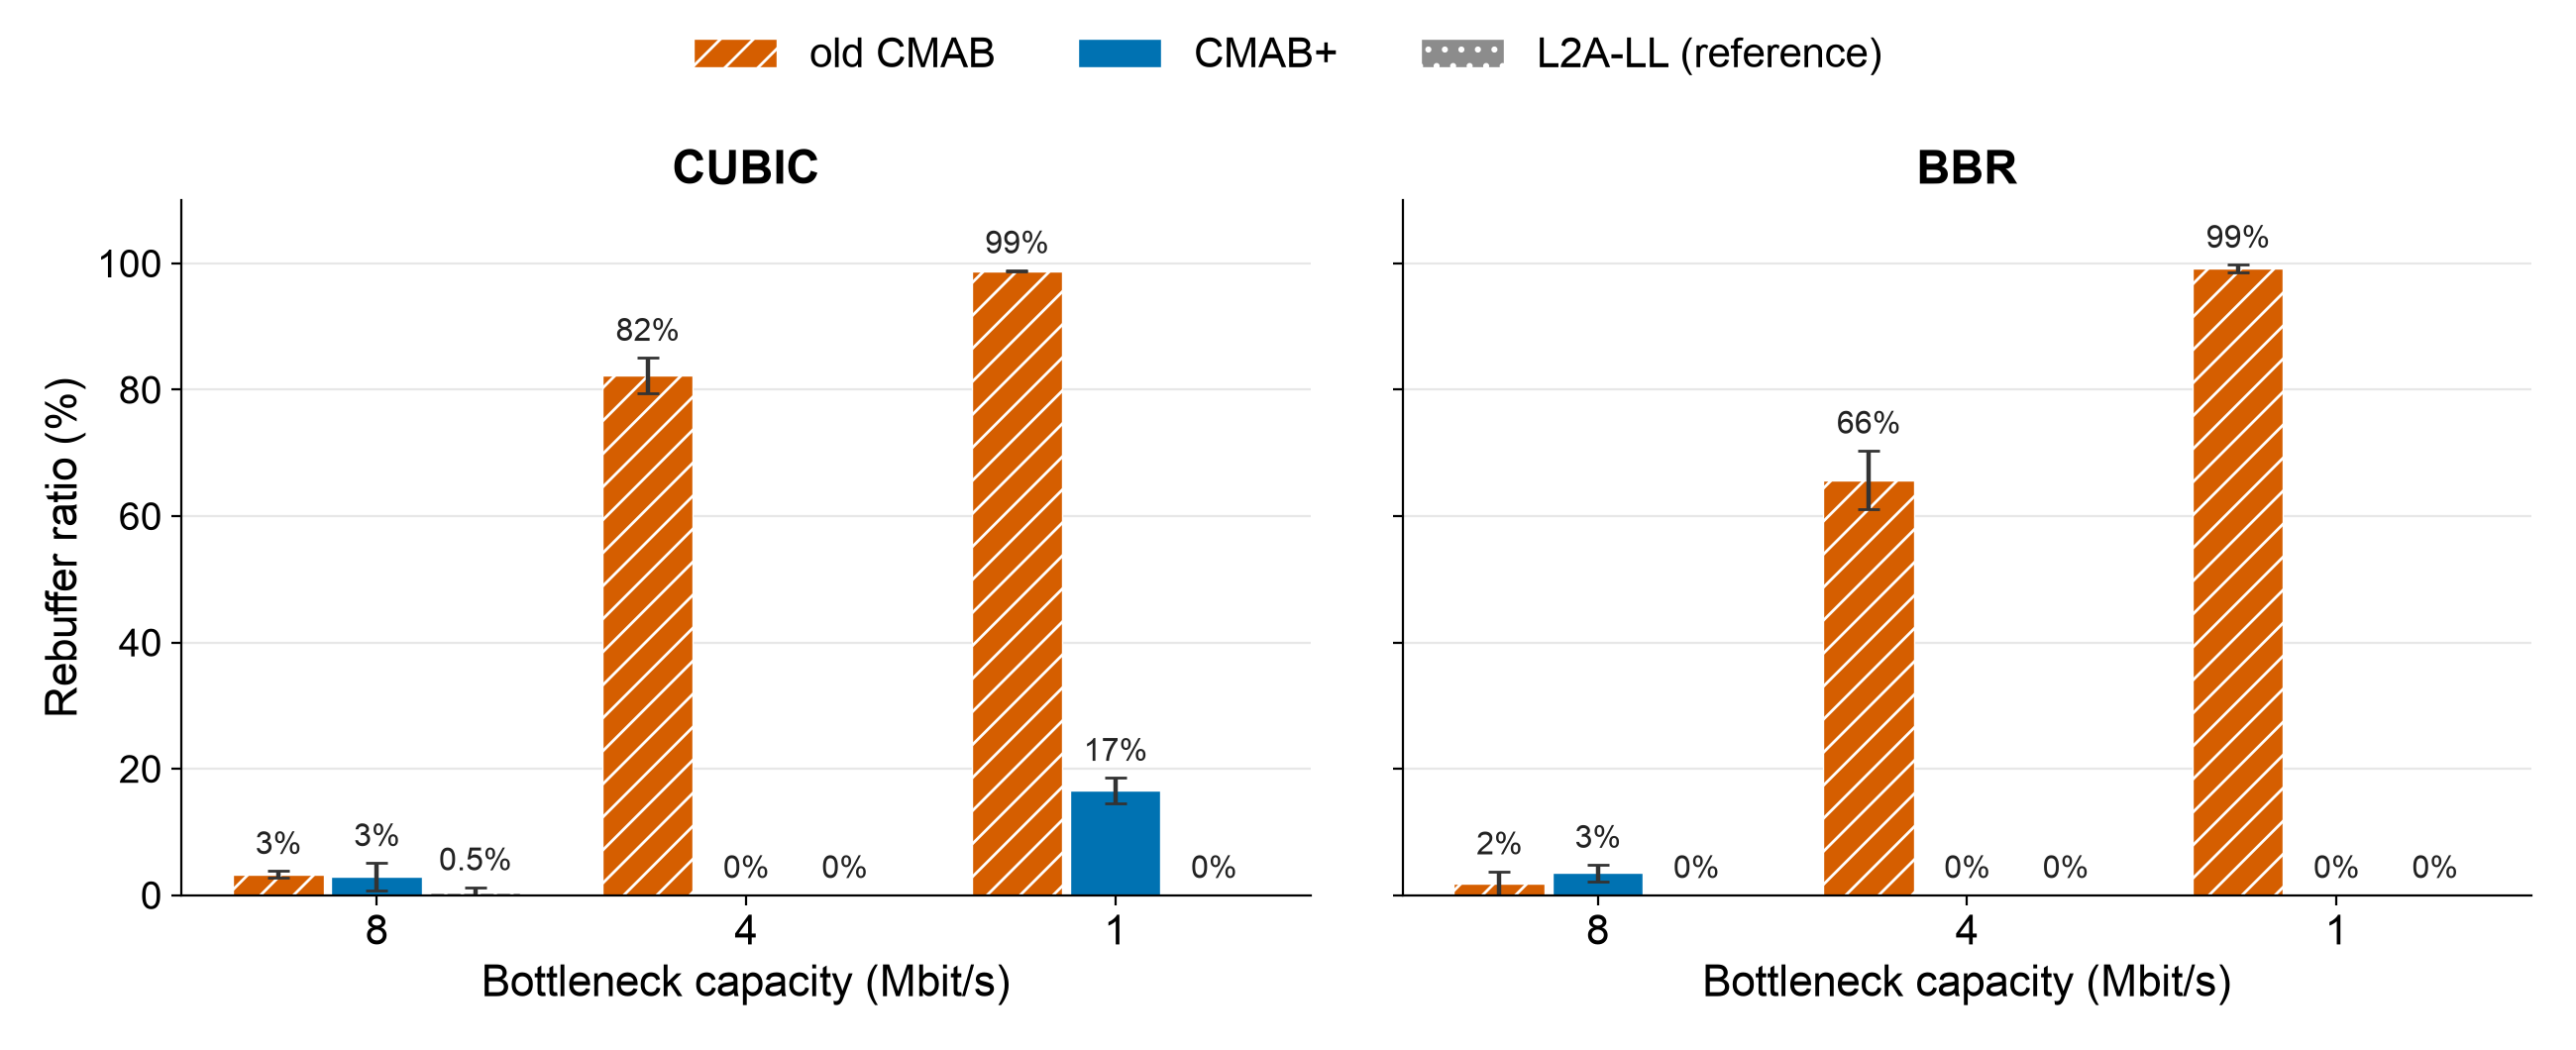 old CMAB CMAB+ L2A-LL (reference)
CUBIC
BBR
Rebuffer ratio (%)
100
80
60
40
20
0
3% 3% 0.5% 82% 0% 0% 99% 17% 0%
8 4 1
Bottleneck capacity (Mbit/s)
2% 3% 0% 66% 0% 0% 99% 0% 0%
8 4 1
Bottleneck capacity (Mbit/s)